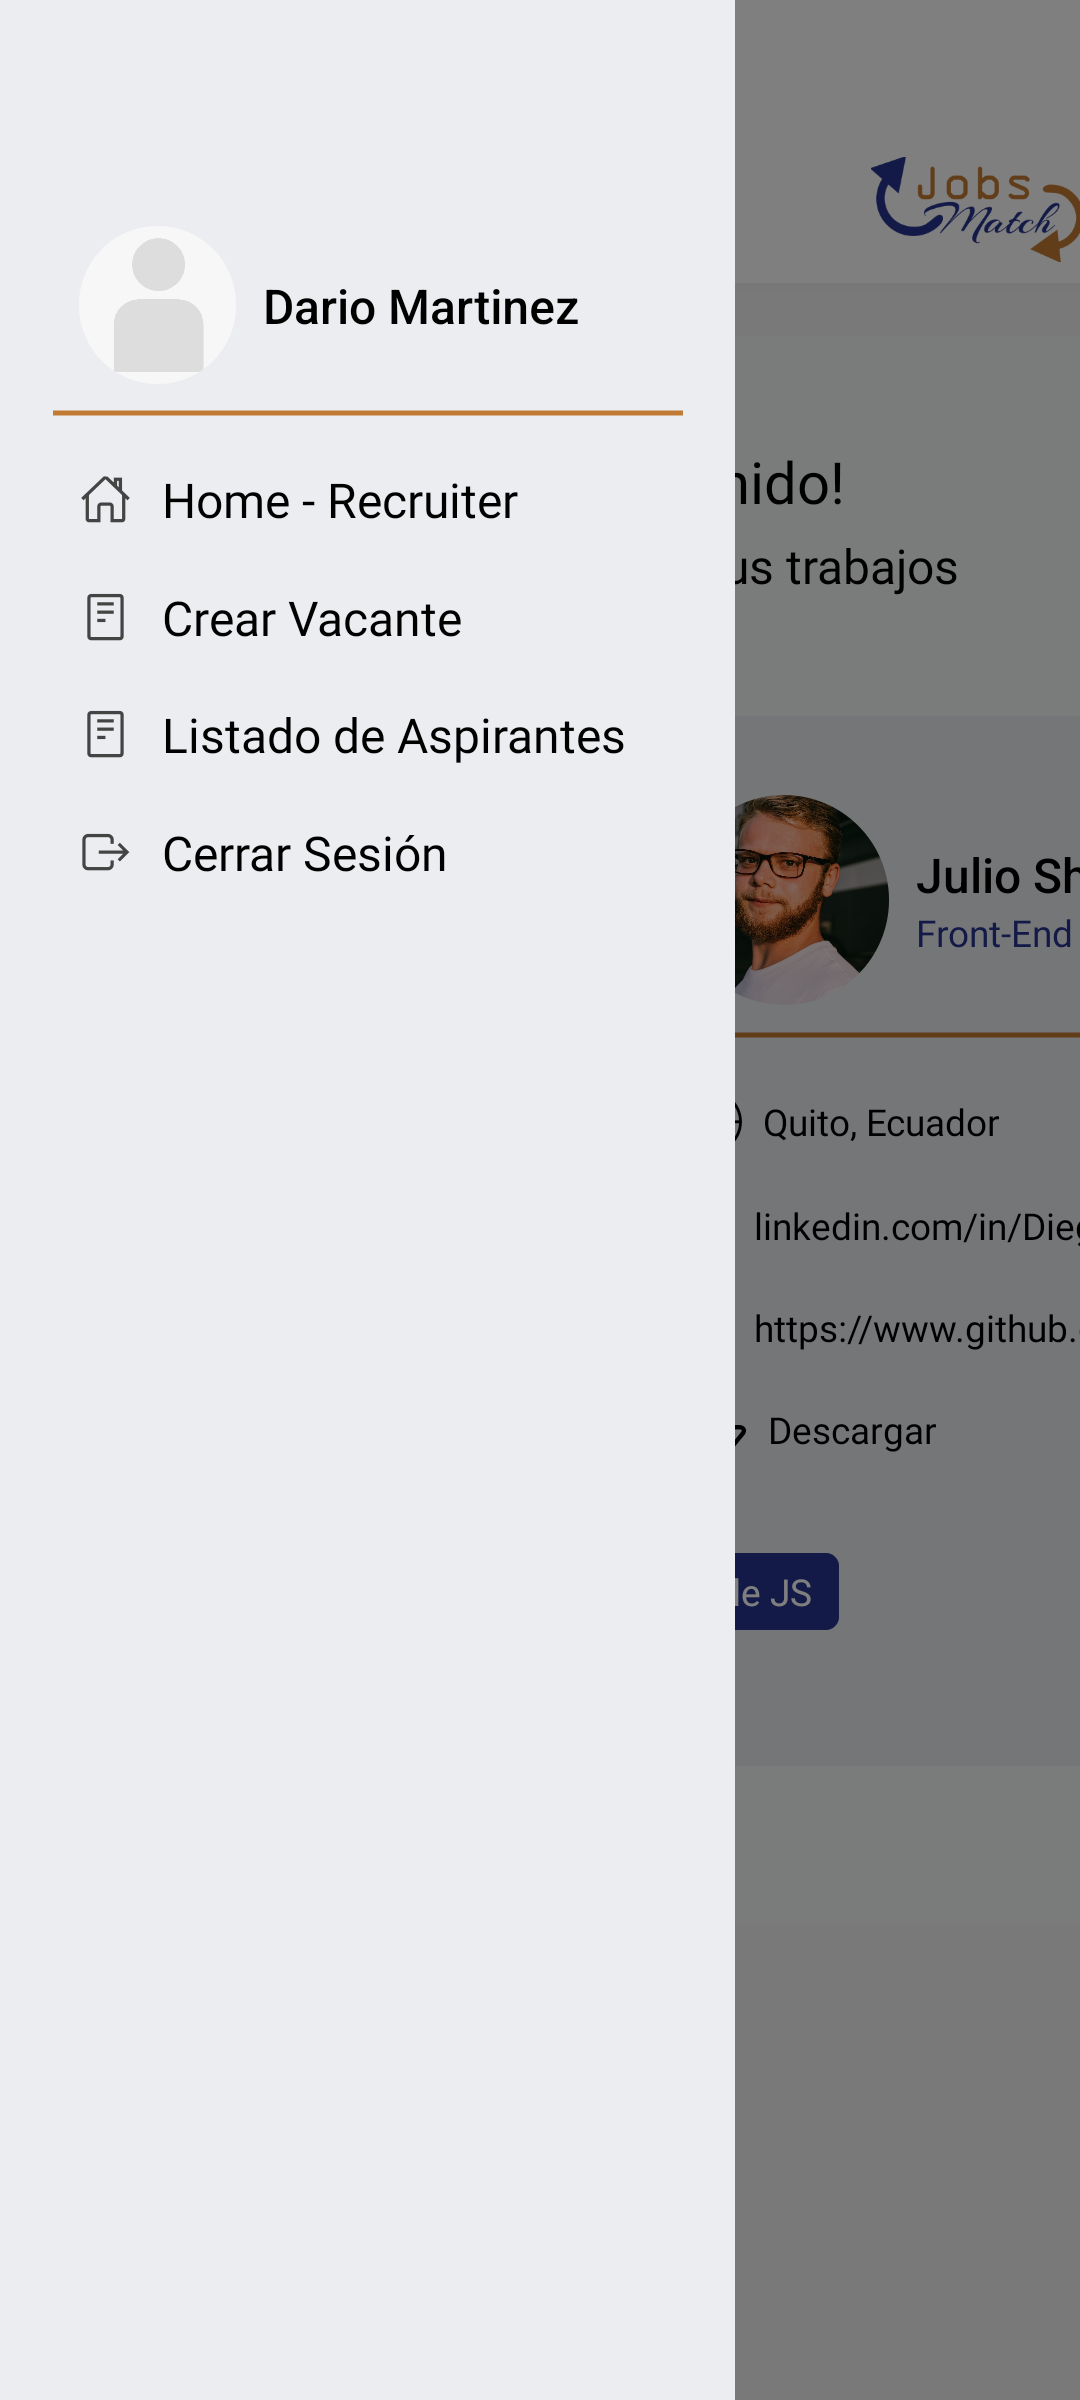 Jobs
Match
Dario Martinez
Home - Recruiter
Crear Vacante
Listado de Aspirantes
Cerrar Sesión
nido!
us trabajos
Julio Sh
Front-End
Quito, Ecuador
linkedin.com/in/Dieg
https://www.github.
Descargar
le JS